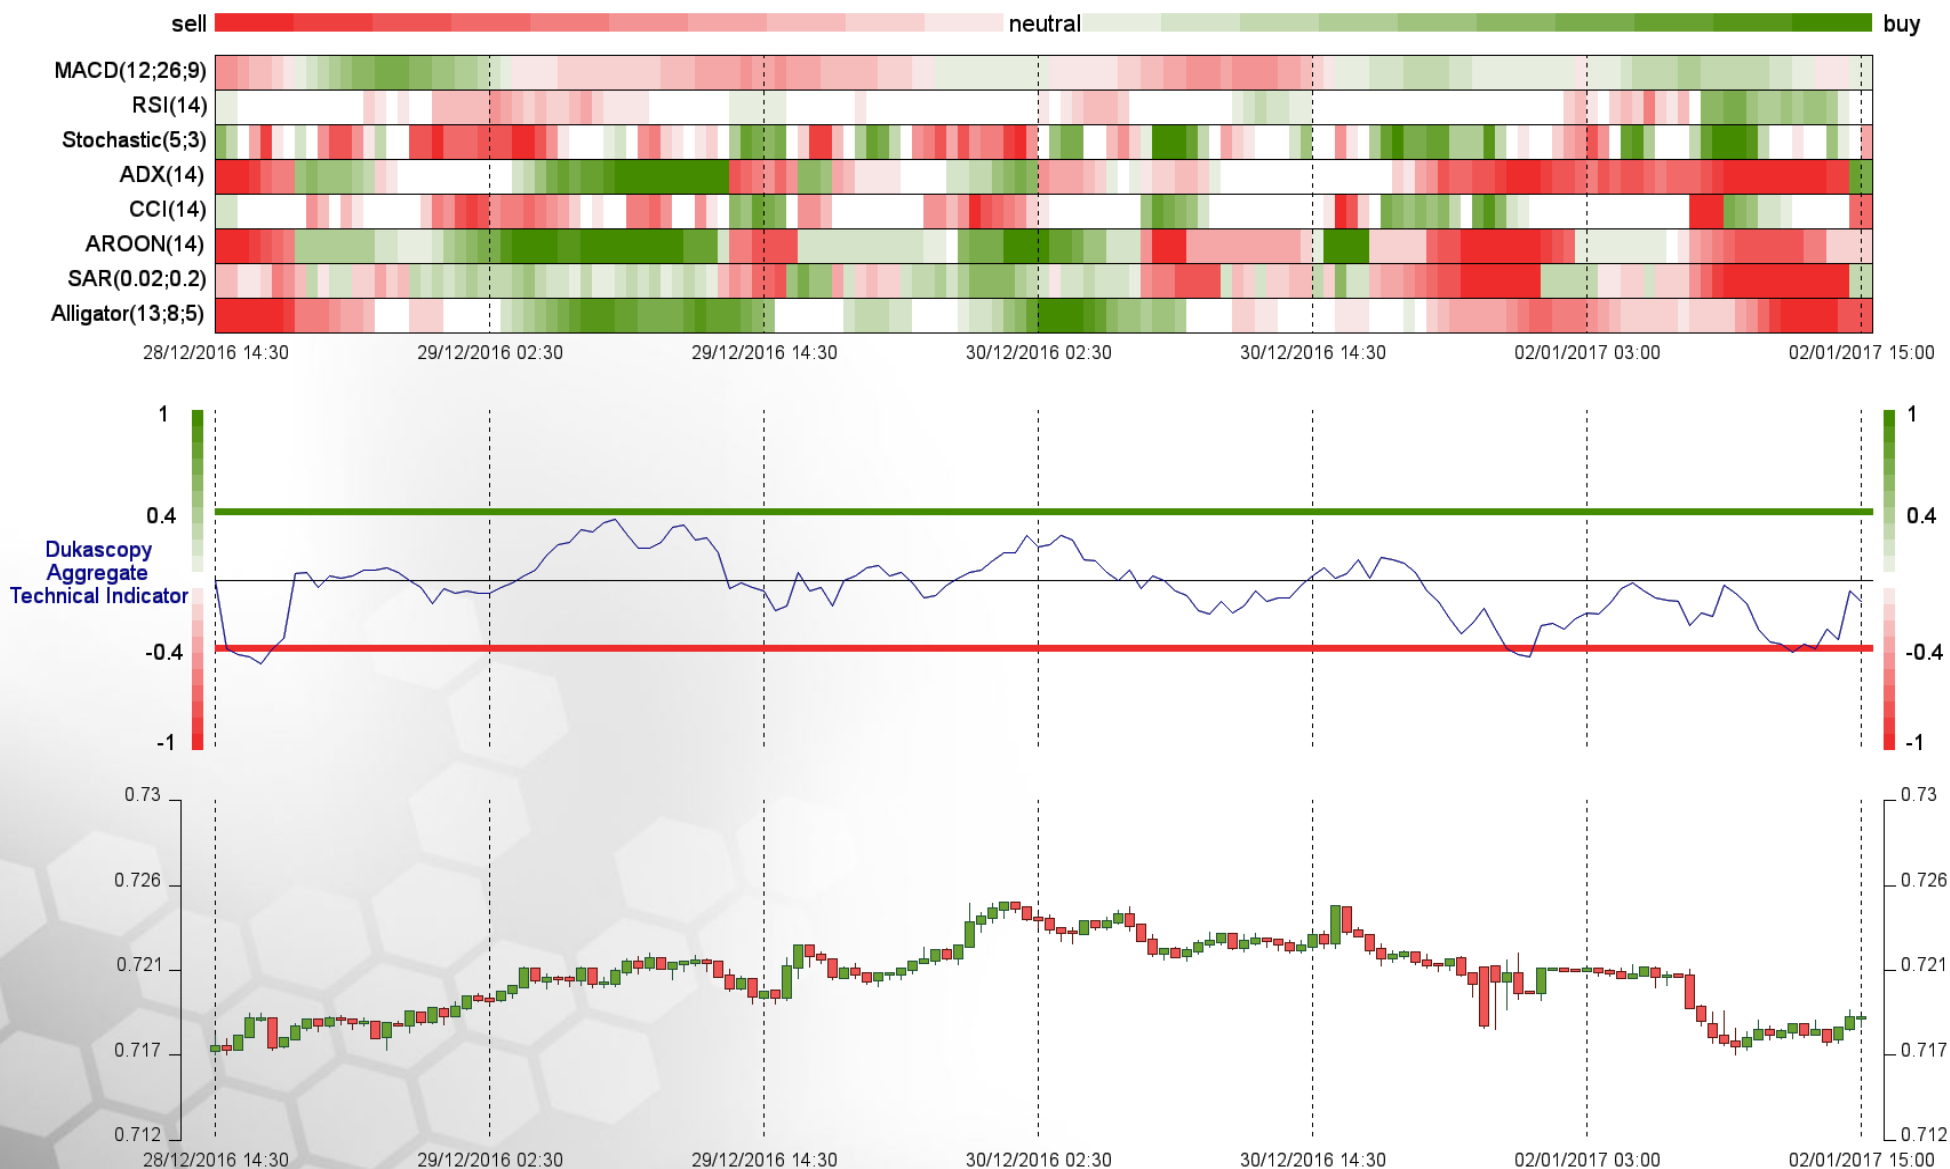 sell neutral buy
MACD(12;26;9)
RSI(14)
Stochastic(5;3)
ADX(14)
CCI(14)
AROON(14)
SAR(0.02;0.2)
Alligator(13;8;5)
28/12/2016 14:30 29/12/2016 02:30 29/12/2016 14:30 30/12/2016 02:30 30/12/2016 14:30 02/01/2017 03:00 02/01/2017 15:00
1 1
0.4 0.4
Dukascopy
Aggregate
Technical Indicator
-0.4 -0.4
-1 -1
0.73 0.73
0.726 0.726
0.721 0.721
0.717 0.717
0.712 0.712
28/12/2016 14:30 29/12/2016 02:30 29/12/2016 14:30 30/12/2016 02:30 30/12/2016 14:30 02/01/2017 03:00 02/01/2017 15:00